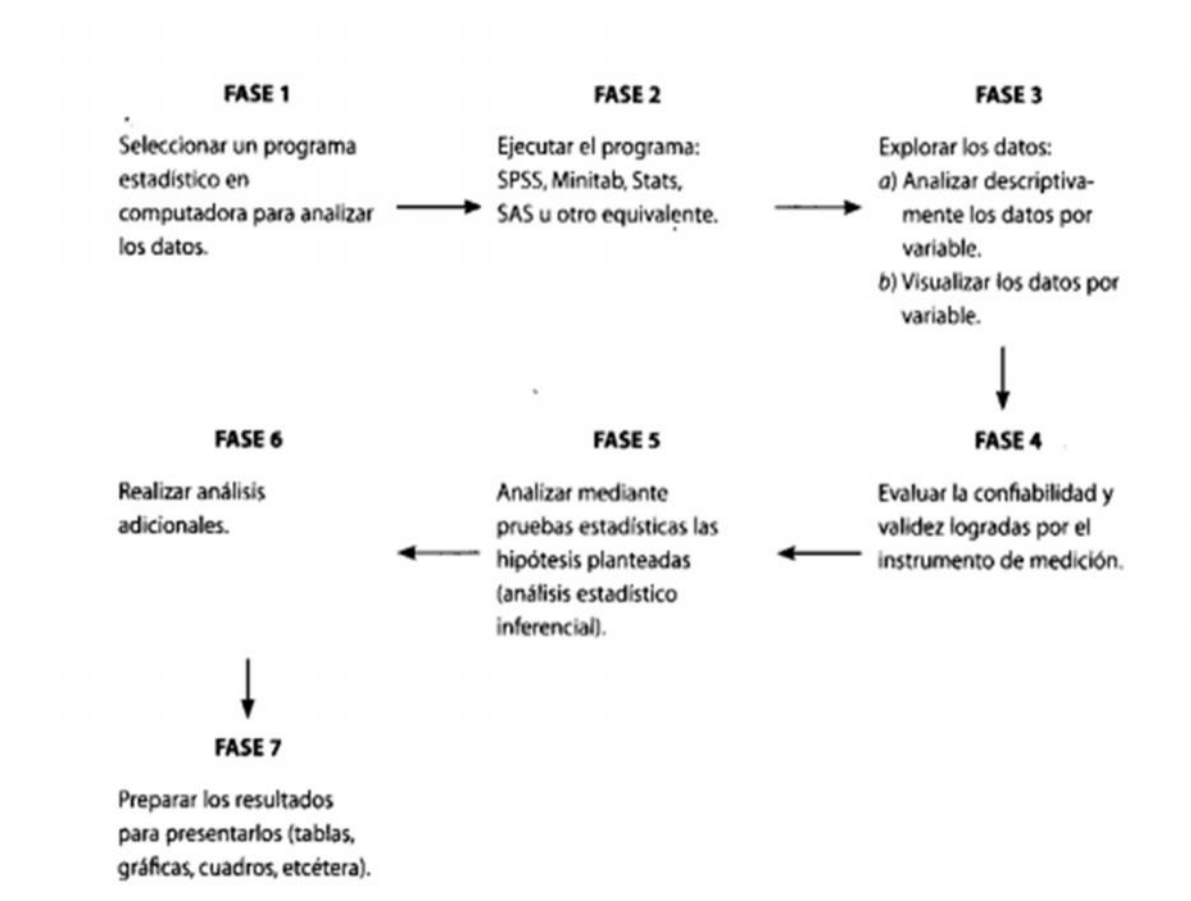 FASE 1
Seleccionar un programa
estadístico en
computadora para analizar
los datos.
FASE 2
Ejecutar el programa:
SPSS, Minitab, Stats,
SAS u otro equivalente.
FASE 3
Explorar los datos:
a) Analizar descriptiva-
mente los datos por
variable.
b) Visualizar los datos por
variable.
FASE 4
Evaluar la confiabilidad y
validez logradas por el
instrumento de medición.
FASE 5
Analizar mediante
pruebas estadísticas las
hipótesis planteadas
(análisis estadístico
inferencial).
FASE 6
Realizar análisis
adicionales.
FASE 7
Preparar los resultados
para presentarlos (tablas,
gráficas, cuadros, etcétera).